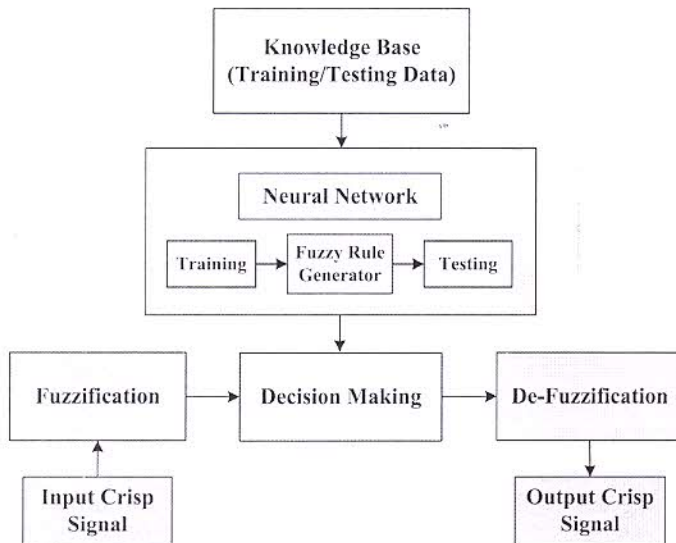 Knowledge Base
(Training/Testing Data)
Neural Network
Training
Fuzzy Rule
Generator
Testing
Fuzzification
Decision Making
De-Fuzzification
Input Crisp
Signal
Output Crisp
Signal